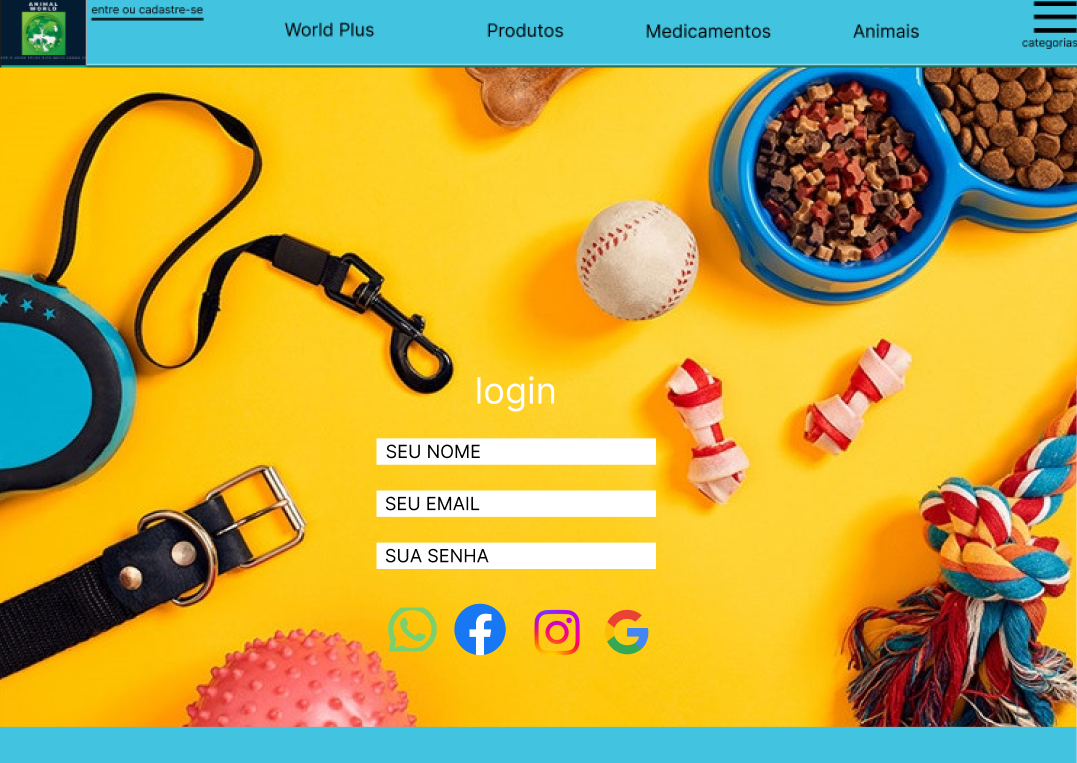 ANIMAL
WORLD
entre ou cadastre-se
World Plus
Produtos
Medicamentos
Animais
categorias
login
SEU NOME
SEU EMAIL
SUA SENHA